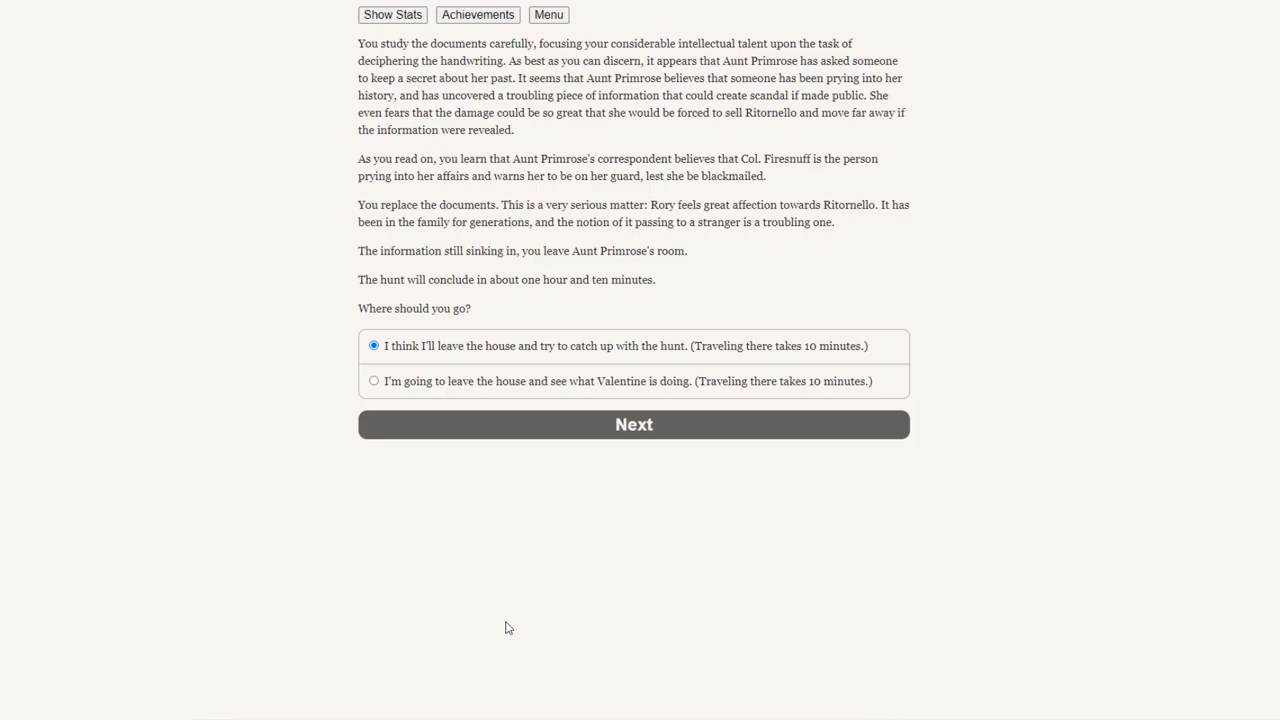 Show Stats Achievements Menu
You study the documents carefully, focusing your considerable intellectual talent upon the task of
deciphering the handwriting. As best as you can discern, it appears that Aunt Primrose has asked someone
to keep a secret about her past. It seems that Aunt Primrose believes that someone has been prying into her
history, and has uncovered a troubling piece of information that could create scandal if made public. She
even fears that the damage could be so great that she would be forced to sell Ritornello and move far away if
the information were revealed.
As you read on, you learn that Aunt Primrose's correspondent believes that Col. Firesnuff is the person
prying into her affairs and warns her to be on her guard, lest she be blackmailed.
You replace the documents. This is a very serious matter: Rory feels great affection towards Ritornello. It has
been in the family for generations, and the notion of it passing to a stranger is a troubling one.
The information still sinking in, you leave Aunt Primrose's room.
The hunt will conclude in about one hour and ten minutes.
Where should you go?
I think I'll leave the house and try to catch up with the hunt. (Traveling there takes 10 minutes.)
I'm going to leave the house and see what Valentine is doing. (Traveling there takes 10 minutes.)
Next